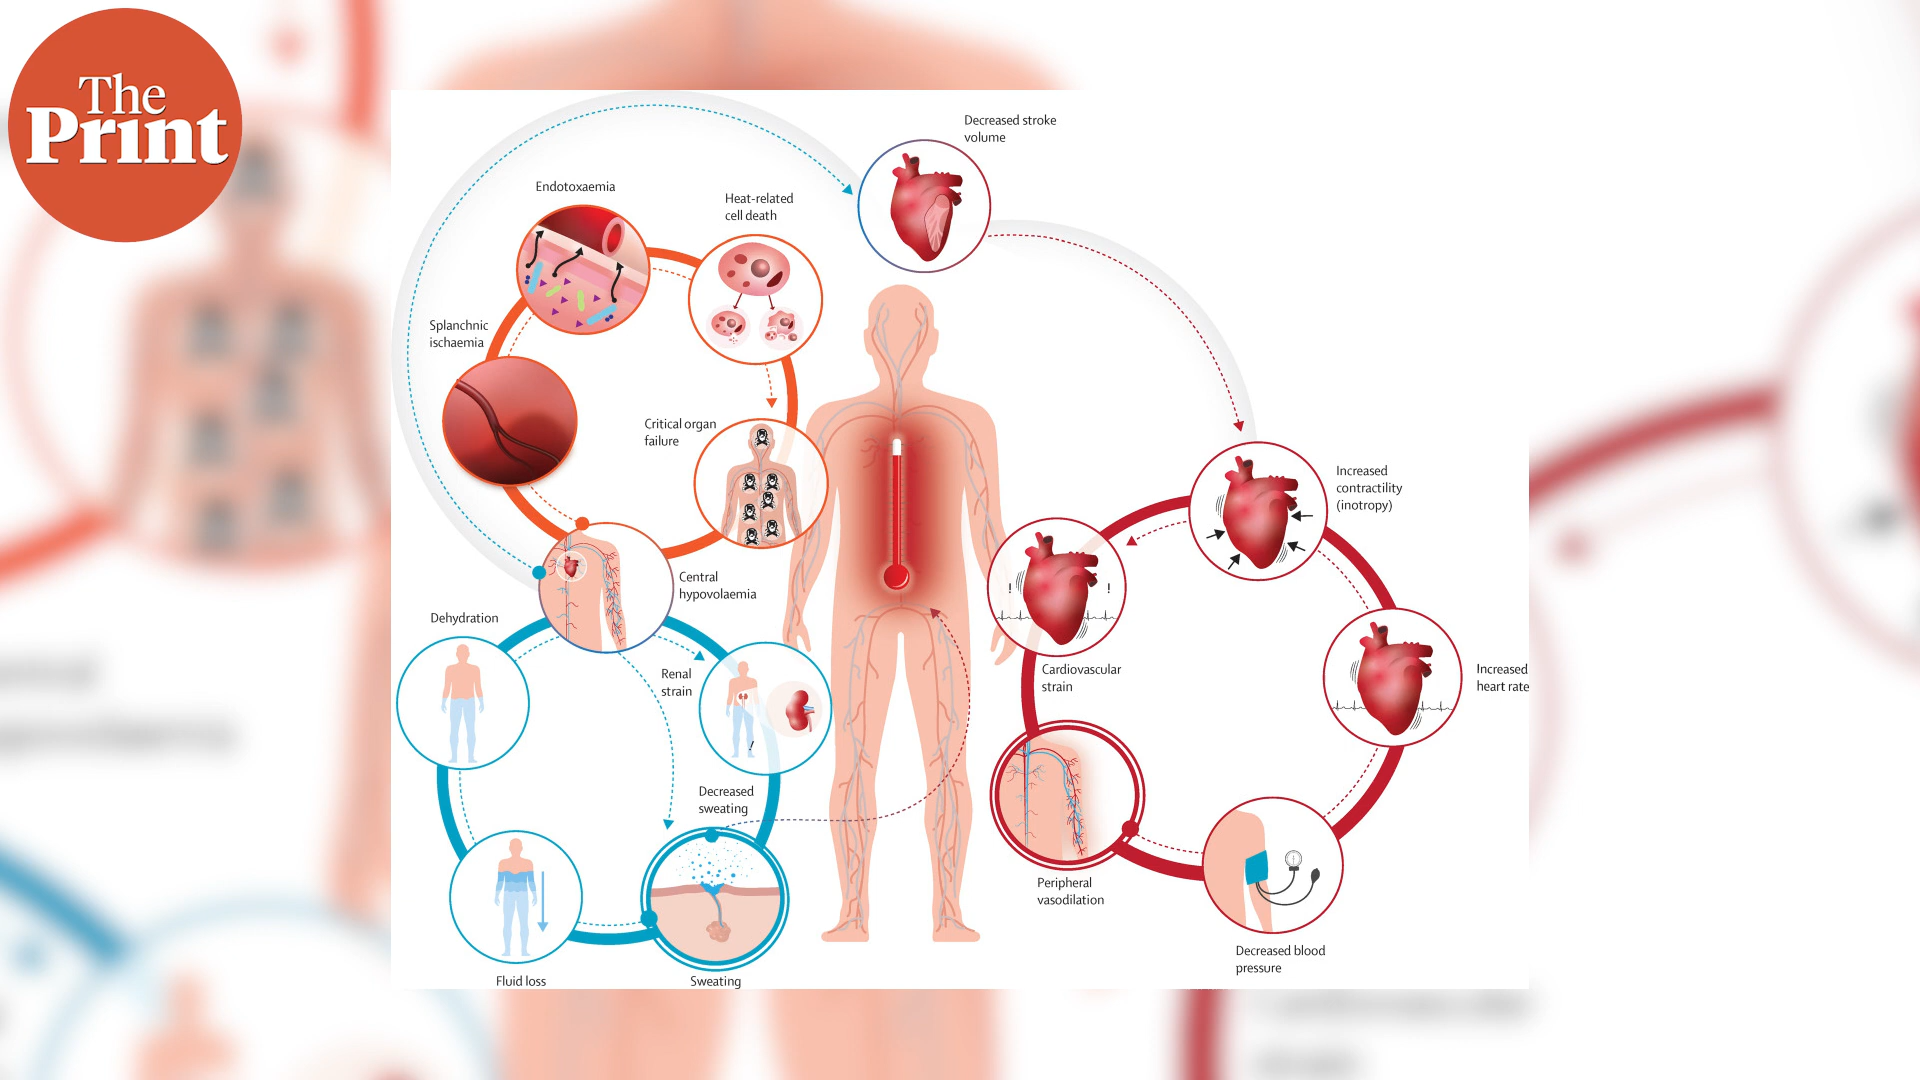 The
Print
Decreased stroke
volume
Endotoxaemia
Heat-related
cell death
Splanchnic
ischaemia
Critical organ
failure
Increased
contractility
(inotropy)
Central
hypovolaemia
Dehydration
Renal
strain
!
!
!
Cardiovascular
strain
Increased
heart rate
Decreased
sweating
Peripheral
vasodilation
Decreased blood
pressure
Fluid loss
Sweating